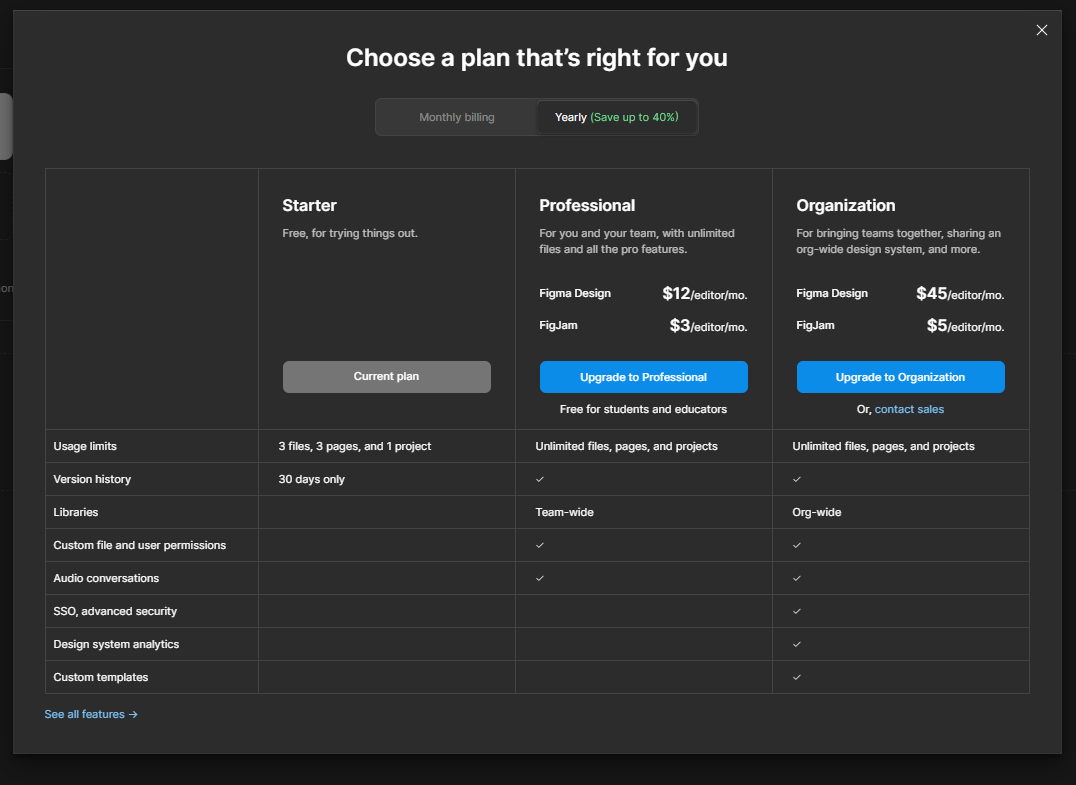 Choose a plan that’s right for you
Monthly billing
Yearly (Save up to 40%)
Starter
Free, for trying things out.
Current plan
Professional
For you and your team, with unlimited
files and all the pro features.
Figma Design $12/editor/mo.
FigJam $3/editor/mo.
Upgrade to Professional
Free for students and educators
Organization
For bringing teams together, sharing an
org-wide design system, and more.
Figma Design $45/editor/mo.
FigJam $5/editor/mo.
Upgrade to Organization
Or, contact sales
Usage limits 3 files, 3 pages, and 1 project Unlimited files, pages, and projects Unlimited files, pages, and projects
Version history 30 days only ✓ ✓
Libraries Team-wide Org-wide
Custom file and user permissions ✓ ✓
Audio conversations ✓ ✓
SSO, advanced security ✓
Design system analytics ✓
Custom templates ✓
See all features →